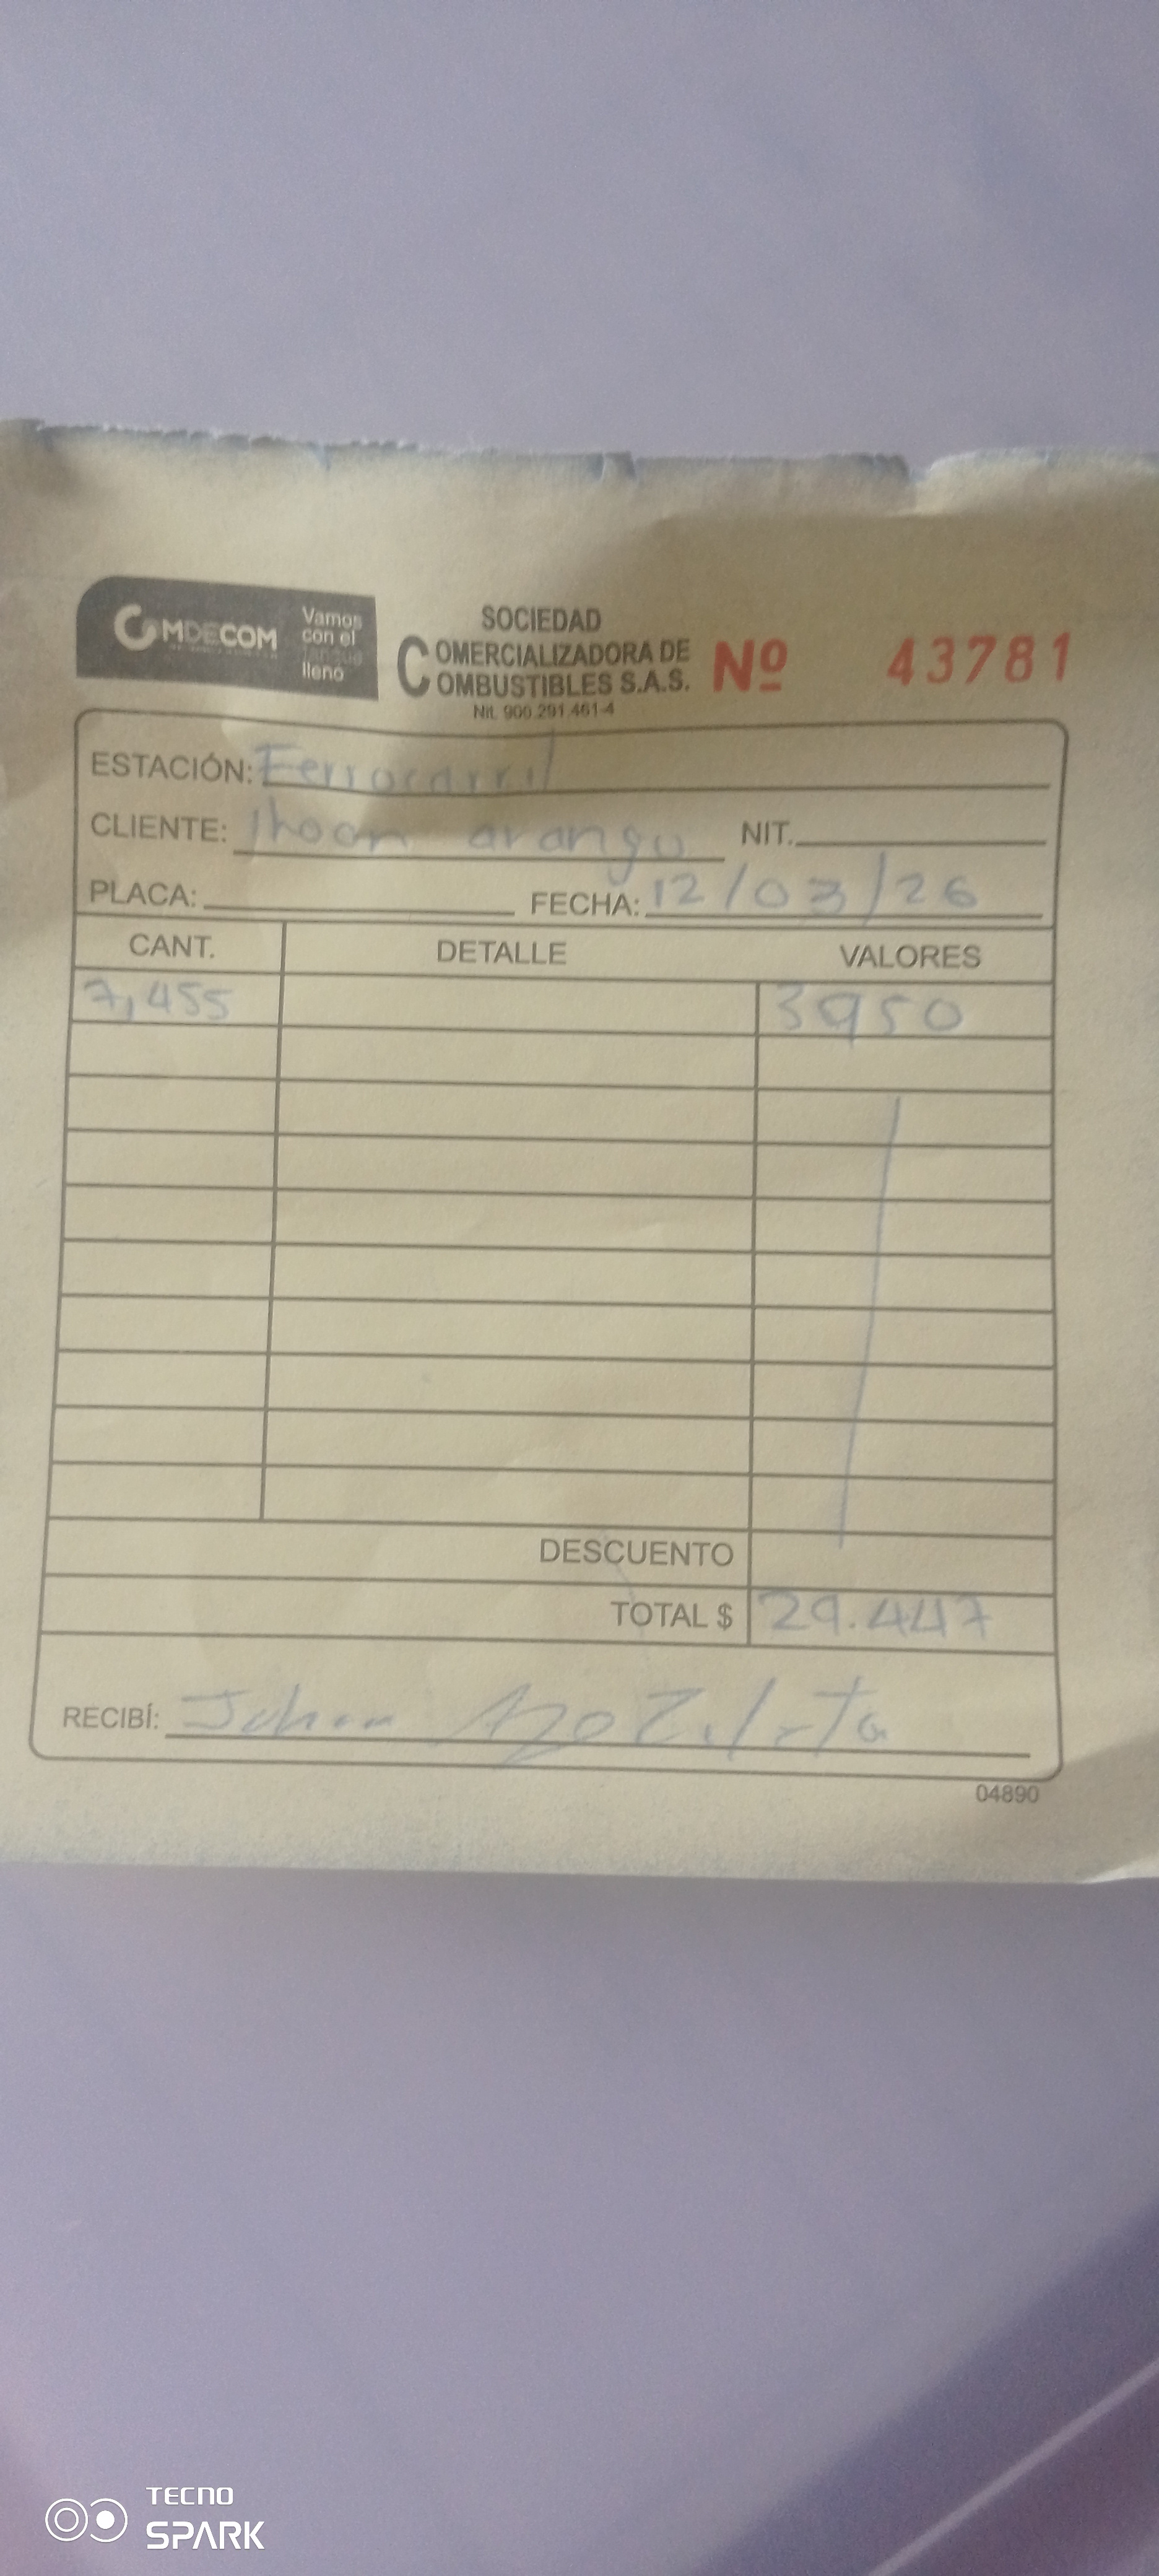 COMDECOM Vamos con el tanque lleno
SOCIEDAD
COMERCIALIZADORA DE
COMBUSTIBLES S.A.S.
Nit. 900.291.461-4
Nº 43781
ESTACIÓN: Ferrocarril
CLIENTE: Jhoan arango NIT.
PLACA: FECHA: 12/03/26
CANT. DETALLE VALORES
7,455 3950
DESCUENTO
TOTAL $ 29.447
RECIBÍ: Johan
04890
TECNO
SPARK